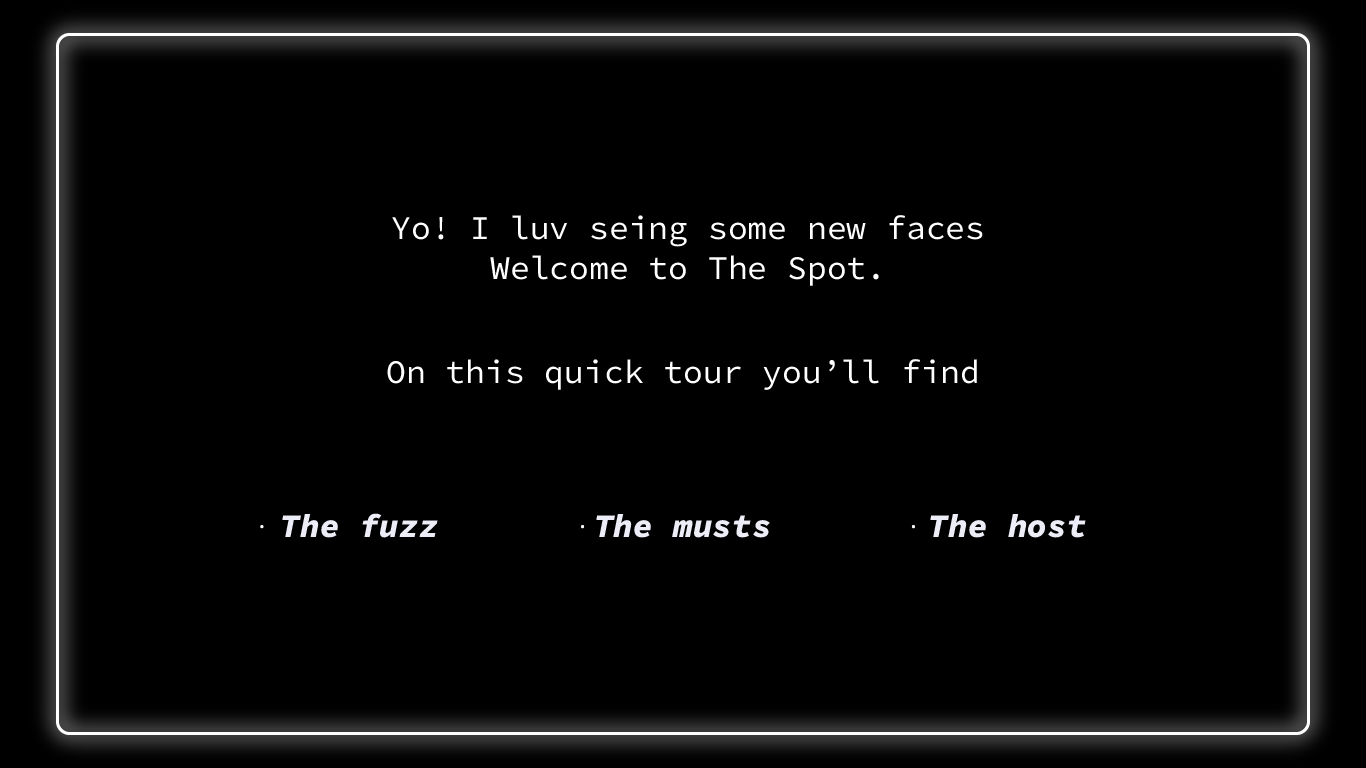 Yo! I luv seing some new faces
Welcome to The Spot.
On this quick tour you’ll find
· The fuzz · The musts · The host